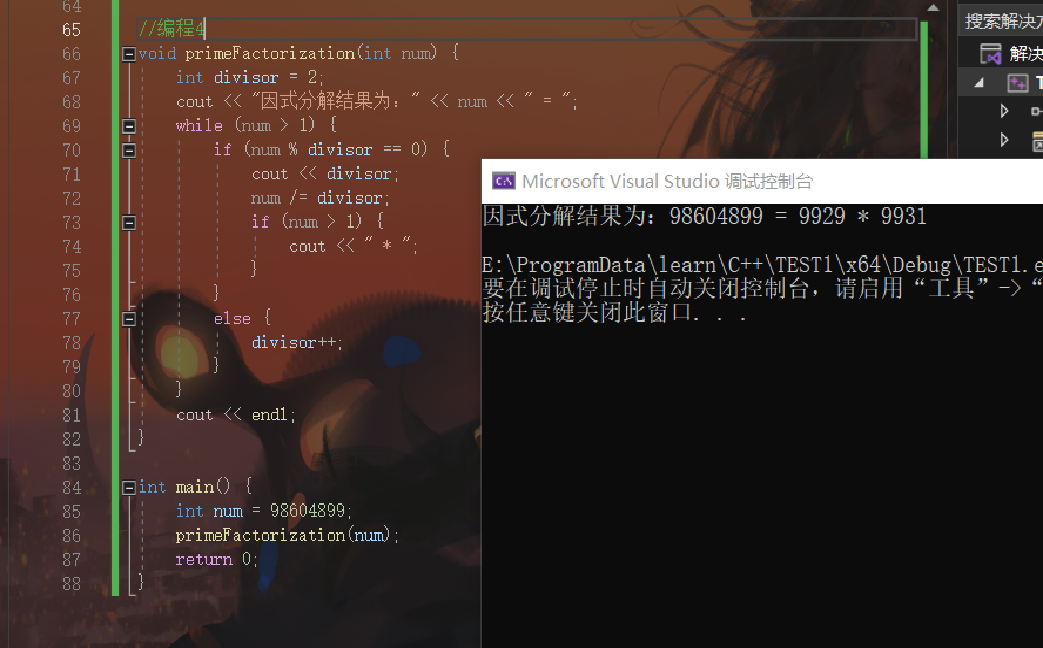 64
65 //编程4
66 void primeFactorization(int num) {
67 int divisor = 2;
68 cout << "因式分解结果为：" << num << " = ";
69 while (num > 1) {
70 if (num % divisor == 0) {
71 cout << divisor;
72 num /= divisor;
73 if (num > 1) {
74 cout << " * ";
75 }
76 }
77 else {
78 divisor++;
79 }
80 }
81 cout << endl;
82 }
83
84 int main() {
85 int num = 98604899;
86 primeFactorization(num);
87 return 0;
88 }
搜索解决方
解决
Microsoft Visual Studio 调试控制台
因式分解结果为：98604899 = 9929 * 9931
E:\ProgramData\learn\C++\TEST1\x64\Debug\TEST1.e
要在调试停止时自动关闭控制台，请启用“工具”->“
按任意键关闭此窗口. . .